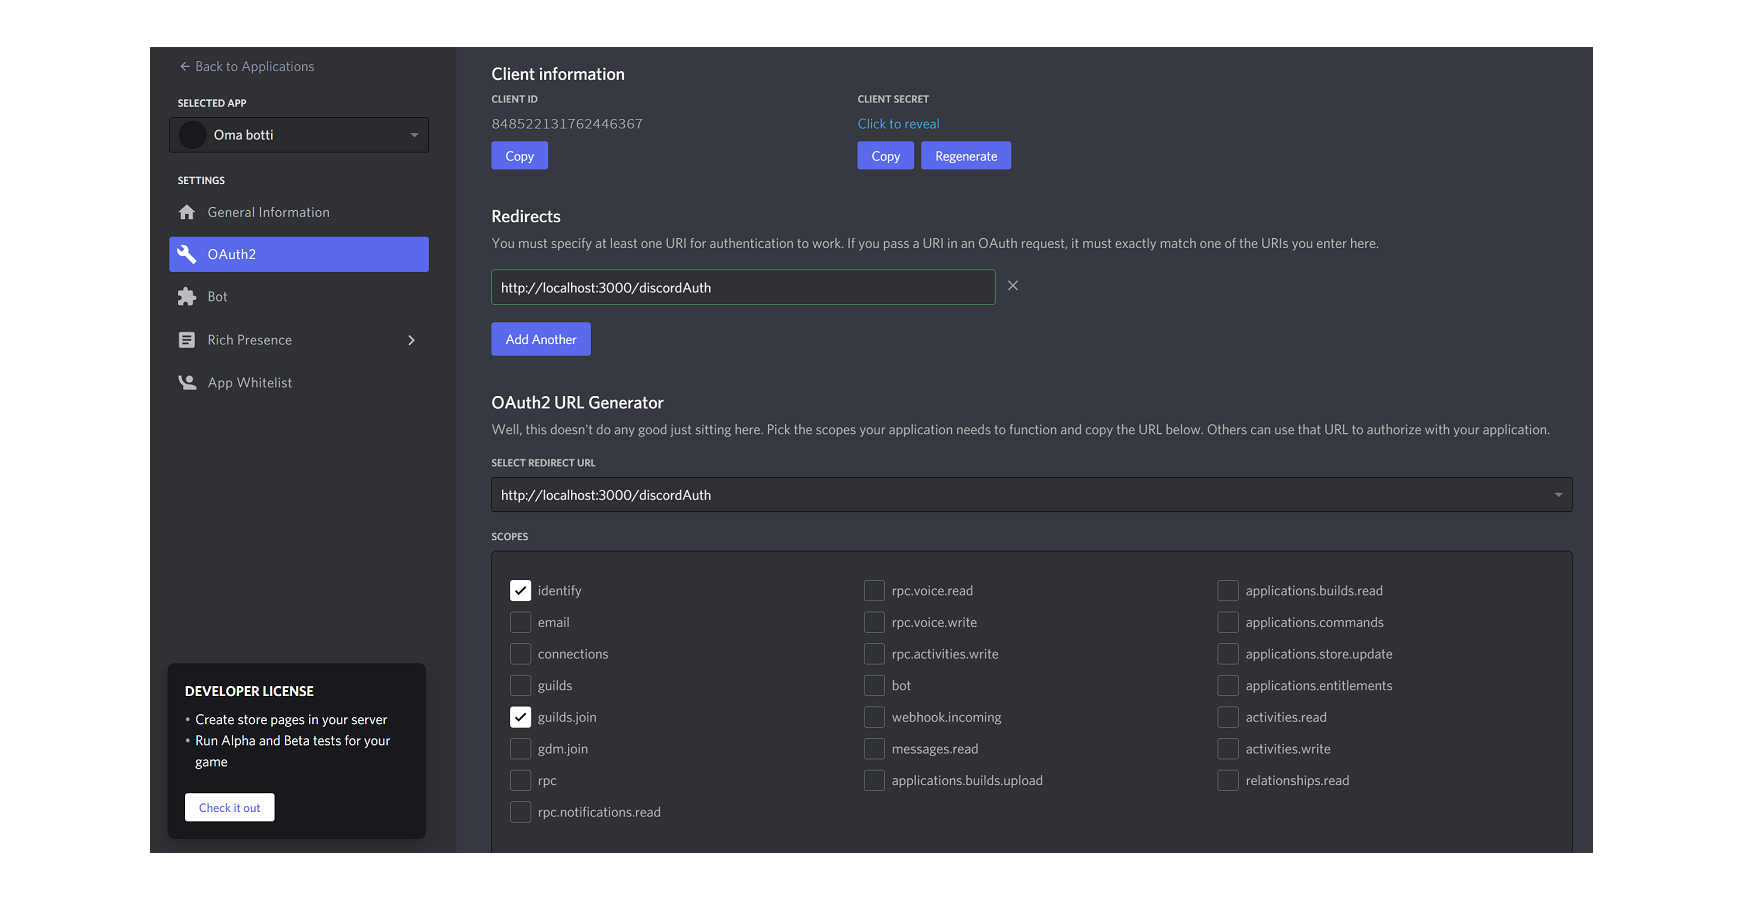 Back to Applications
SELECTED APP
Oma botti
SETTINGS
General Information
OAuth2
Bot
Rich Presence
App Whitelist
DEVELOPER LICENSE
• Create store pages in your server
• Run Alpha and Beta tests for your
game
Check it out
Client information
CLIENT ID
848522131762446367
Copy
CLIENT SECRET
Click to reveal
Copy
Regenerate
Redirects
You must specify at least one URI for authentication to work. If you pass a URI in an OAuth request, it must exactly match one of the URIs you enter here.
http://localhost:3000/discordAuth
Add Another
OAuth2 URL Generator
Well, this doesn't do any good just sitting here. Pick the scopes your application needs to function and copy the URL below. Others can use that URL to authorize with your application.
SELECT REDIRECT URL
http://localhost:3000/discordAuth
SCOPES
identify
email
connections
guilds
guilds.join
gdm.join
rpc
rpc.notifications.read
rpc.voice.read
rpc.voice.write
rpc.activities.write
bot
webhook.incoming
messages.read
applications.builds.upload
applications.builds.read
applications.commands
applications.store.update
applications.entitlements
activities.read
activities.write
relationships.read